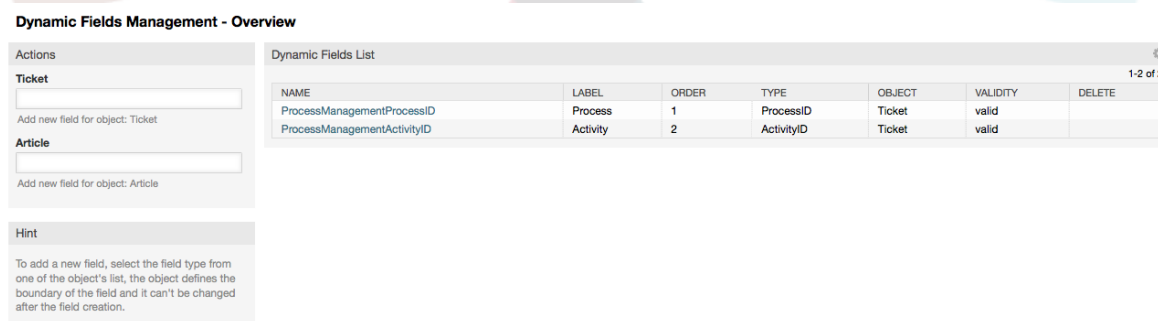 Dynamic Fields Management - Overview
Actions
Ticket
Add new field for object: Ticket
Article
Add new field for object: Article
Hint
To add a new field, select the field type from
one of the object's list, the object defines the
boundary of the field and it can't be changed
after the field creation.
Dynamic Fields List
1-2 of
NAME LABEL ORDER TYPE OBJECT VALIDITY DELETE
ProcessManagementProcessID Process 1 ProcessID Ticket valid
ProcessManagementActivityID Activity 2 ActivityID Ticket valid